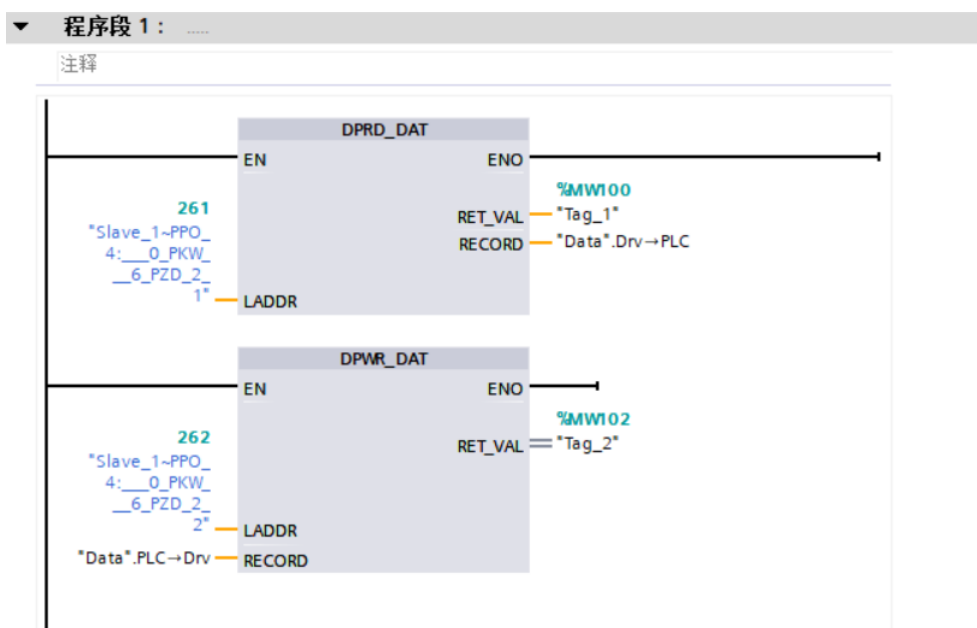 程序段 1： .....
注释
DPRD_DAT
EN ENO
%MW100
261
RET_VAL "Tag_1"
"Slave_1~PPO_
4:___0_PKW_
__6_PZD_2_
1"
RECORD "Data".Drv→PLC
LADDR
DPWR_DAT
EN ENO
%MW102
262
RET_VAL "Tag_2"
"Slave_1~PPO_
4:___0_PKW_
__6_PZD_2_
2"
LADDR
"Data".PLC→Drv RECORD